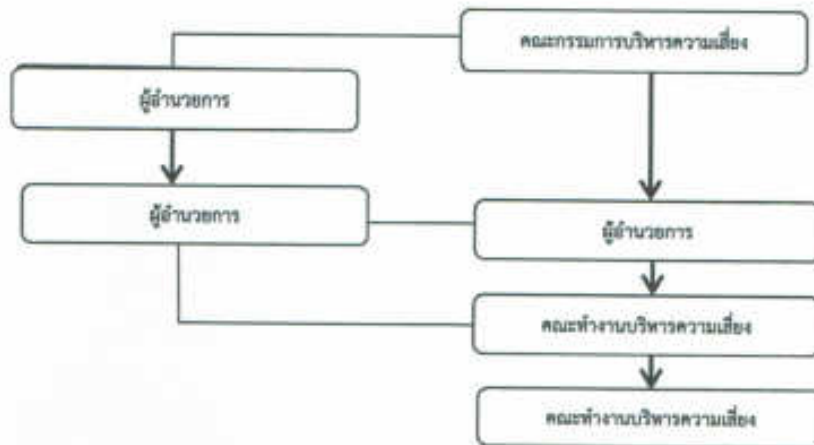 คณะกรรมการบริหารความเสี่ยง
ผู้อำนวยการ
ผู้อำนวยการ
ผู้อำนวยการ
คณะทำงานบริหารความเสี่ยง
คณะทำงานบริหารความเสี่ยง